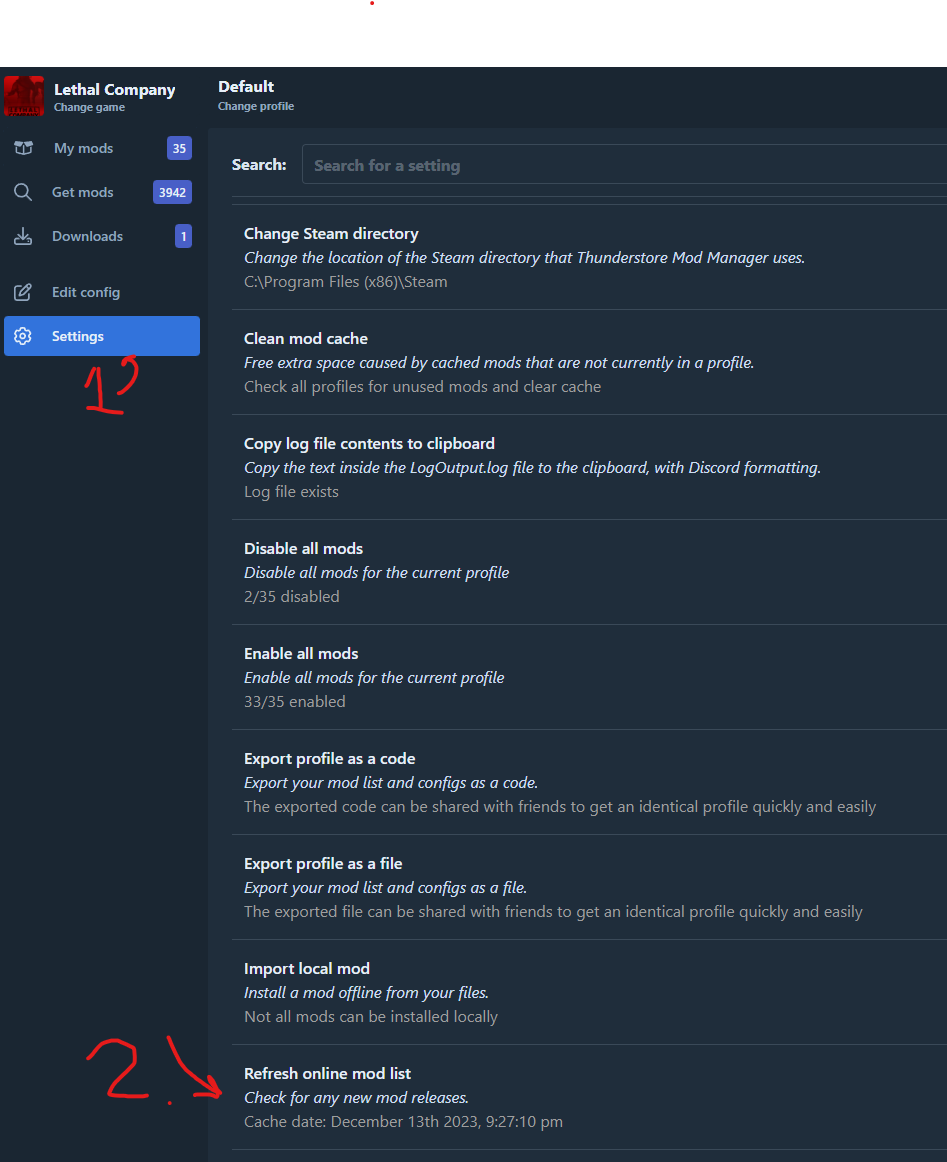 Lethal Company
Change game
Default
Change profile
My mods 35
Get mods 3942
Downloads 1
Edit config
Settings
1
Search: Search for a setting
Change Steam directory
Change the location of the Steam directory that Thunderstore Mod Manager uses.
C:\Program Files (x86)\Steam
Clean mod cache
Free extra space caused by cached mods that are not currently in a profile.
Check all profiles for unused mods and clear cache
Copy log file contents to clipboard
Copy the text inside the LogOutput.log file to the clipboard, with Discord formatting.
Log file exists
Disable all mods
Disable all mods for the current profile
2/35 disabled
Enable all mods
Enable all mods for the current profile
33/35 enabled
Export profile as a code
Export your mod list and configs as a code.
The exported code can be shared with friends to get an identical profile quickly and easily
Export profile as a file
Export your mod list and configs as a file.
The exported file can be shared with friends to get an identical profile quickly and easily
Import local mod
Install a mod offline from your files.
Not all mods can be installed locally
2.
Refresh online mod list
Check for any new mod releases.
Cache date: December 13th 2023, 9:27:10 pm